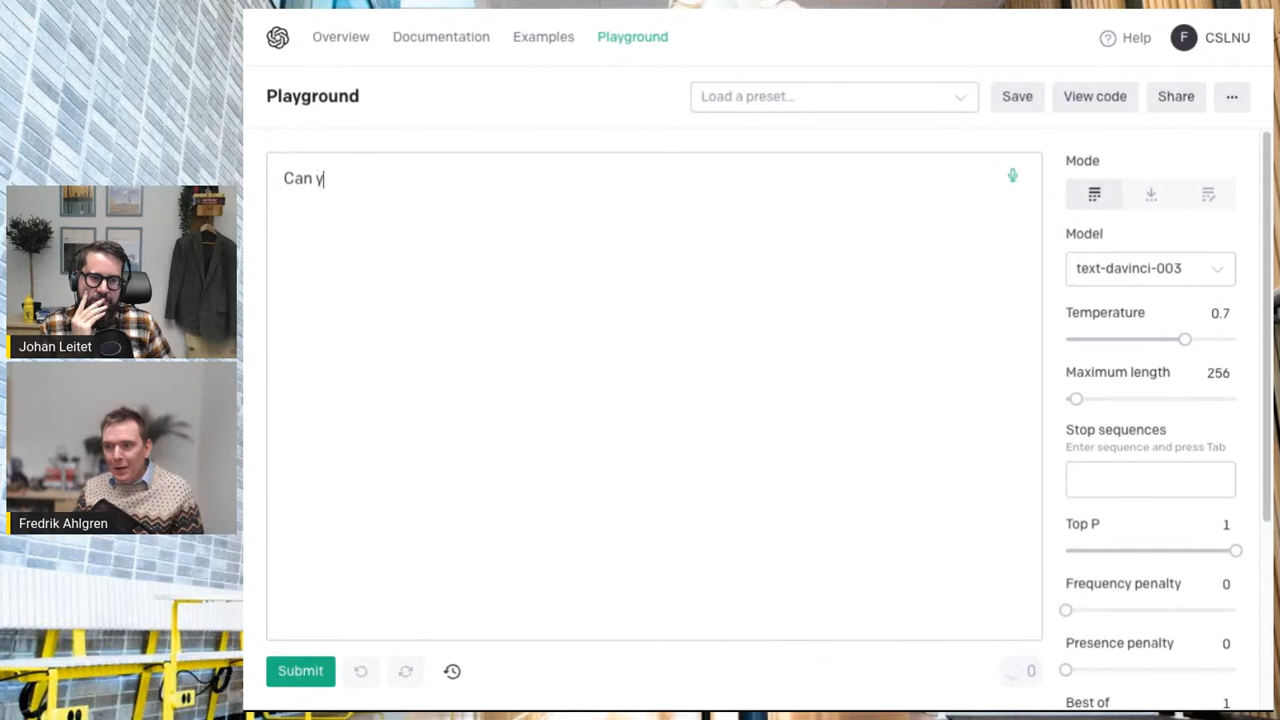 Overview Documentation Examples Playground
Help F CSLNU
Playground
Load a preset...
Save View code Share ...
Can y
Mode
Model
text-davinci-003
Temperature 0.7
Maximum length 256
Stop sequences
Enter sequence and press Tab
Top P 1
Frequency penalty 0
Presence penalty 0
Best of 1
Submit
0
Johan Leitet
Fredrik Ahlgren